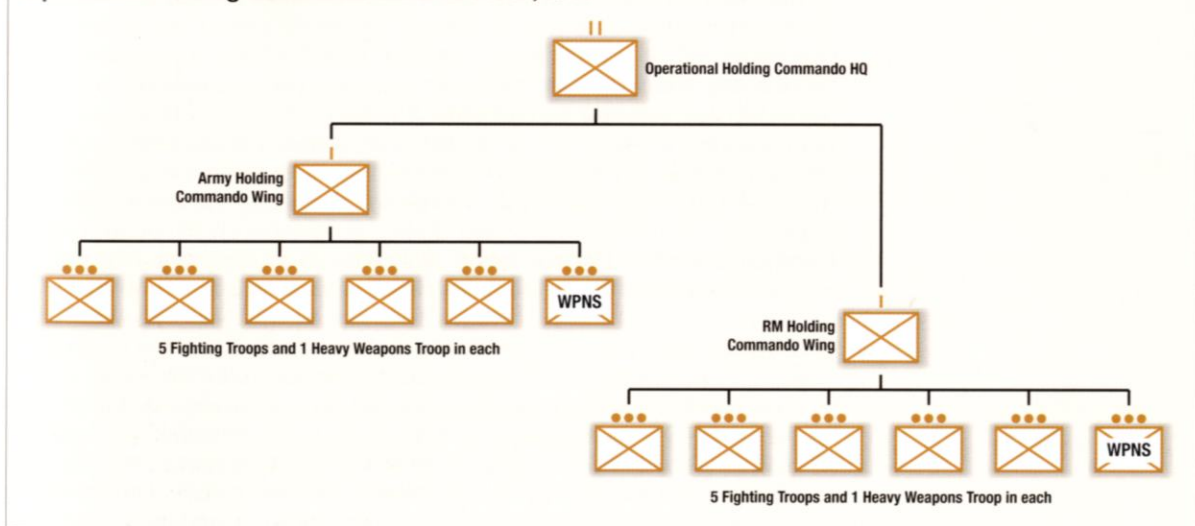 Operational Holding Commando HQ
Army Holding
Commando Wing
WPNS
5 Fighting Troops and 1 Heavy Weapons Troop in each
RM Holding
Commando Wing
WPNS
5 Fighting Troops and 1 Heavy Weapons Troop in each